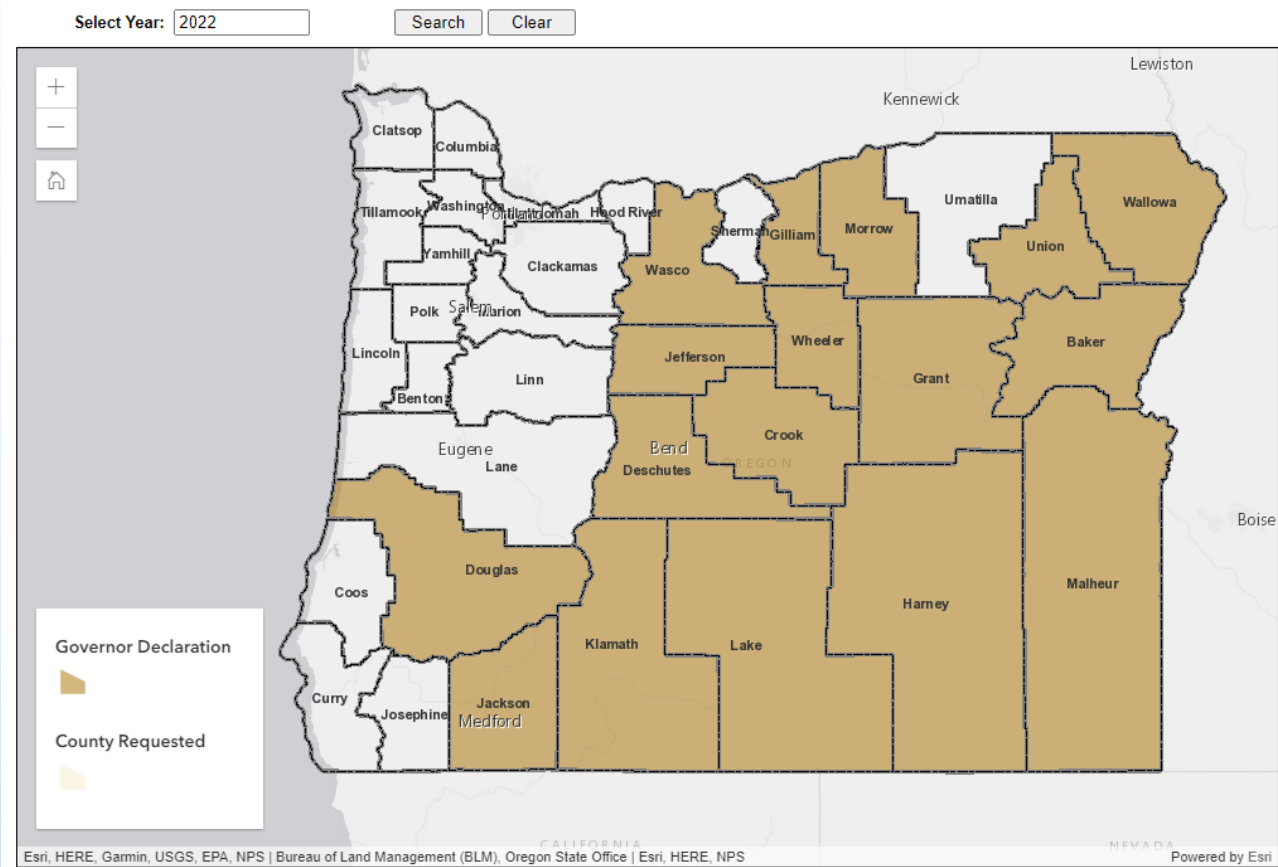 Select Year: 2022 Search Clear
Lewiston
Kennewick
Clatsop
Columbia
Tillamook
Washington
Portland
Multnomah
Hood River
Umatilla
Wallowa
Sherman
Gilliam
Morrow
Union
Yamhill
Clackamas
Wasco
Polk
Salem
Marion
Wheeler
Baker
Lincoln
Jefferson
Linn
Grant
Benton
Crook
Eugene
Bend
Lane
Deschutes
OREGON
Boise
Douglas
Coos
Malheur
Harney
Klamath
Lake
Curry
Jackson
Josephine
Medford
Governor Declaration
County Requested
CALIFORNIA
NEVADA
Esri, HERE, Garmin, USGS, EPA, NPS | Bureau of Land Management (BLM), Oregon State Office | Esri, HERE, NPS
Powered by Esri